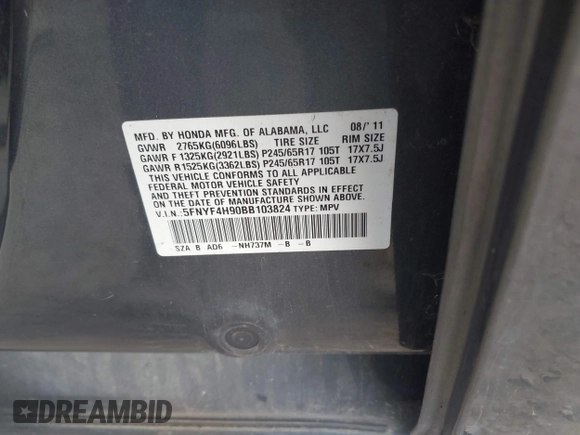 MFD. BY HONDA MFG. OF ALABAMA, LLC 08/'11
GVWR 2765KG(6096LBS) TIRE SIZE RIM SIZE
GAWR F 1325KG(2921LBS) P245/65R17 105T 17X7.5J
GAWR R1525KG(3362LBS) P245/65R17 105T 17X7.5J
THIS VEHICLE CONFORMS TO ALL APPLICABLE
FEDERAL MOTOR VEHICLE SAFETY
AND THEFT PREVENTION STANDARDS IN EFFECT
ON THE DATE OF MANUFACTURE SHOWN ABOVE.
V.I.N.:5FNYF4H90BB103824 TYPE: MPV
SZA B AD6 -NH737M -B -B
DREAMBID